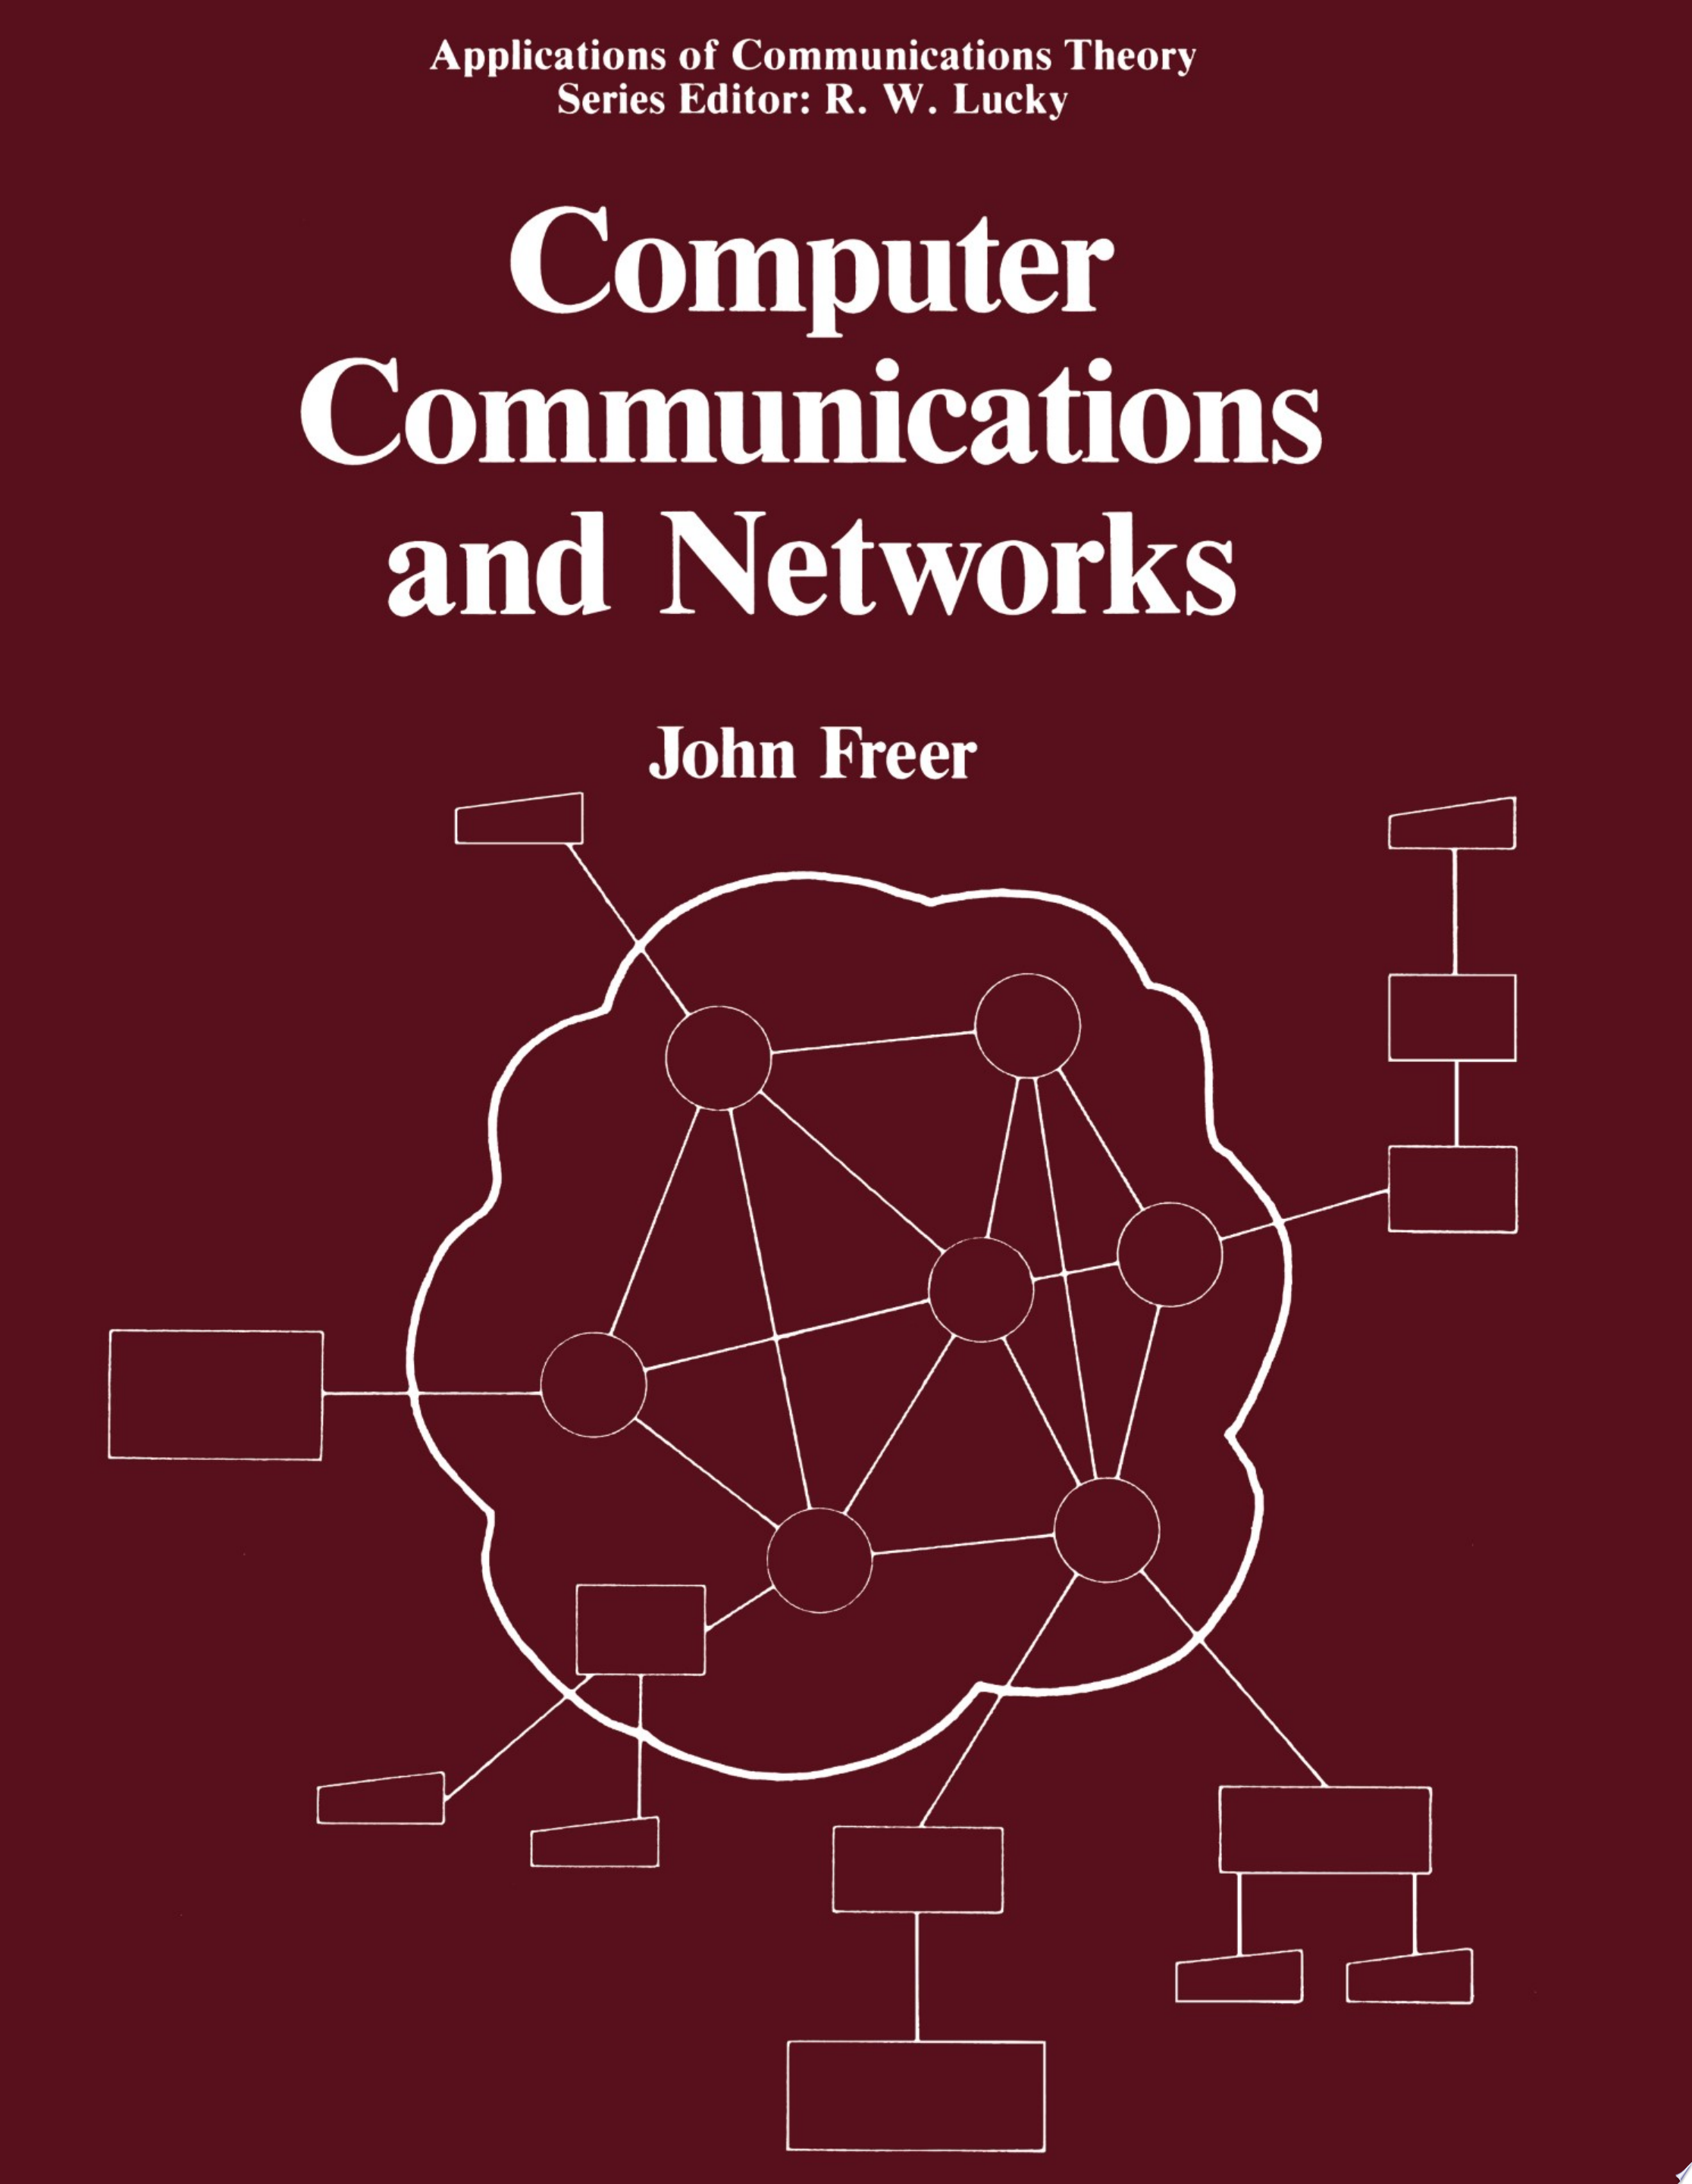 Applications of Communications Theory
Series Editor: R. W. Lucky
Computer
Communications
and Networks
John Freer